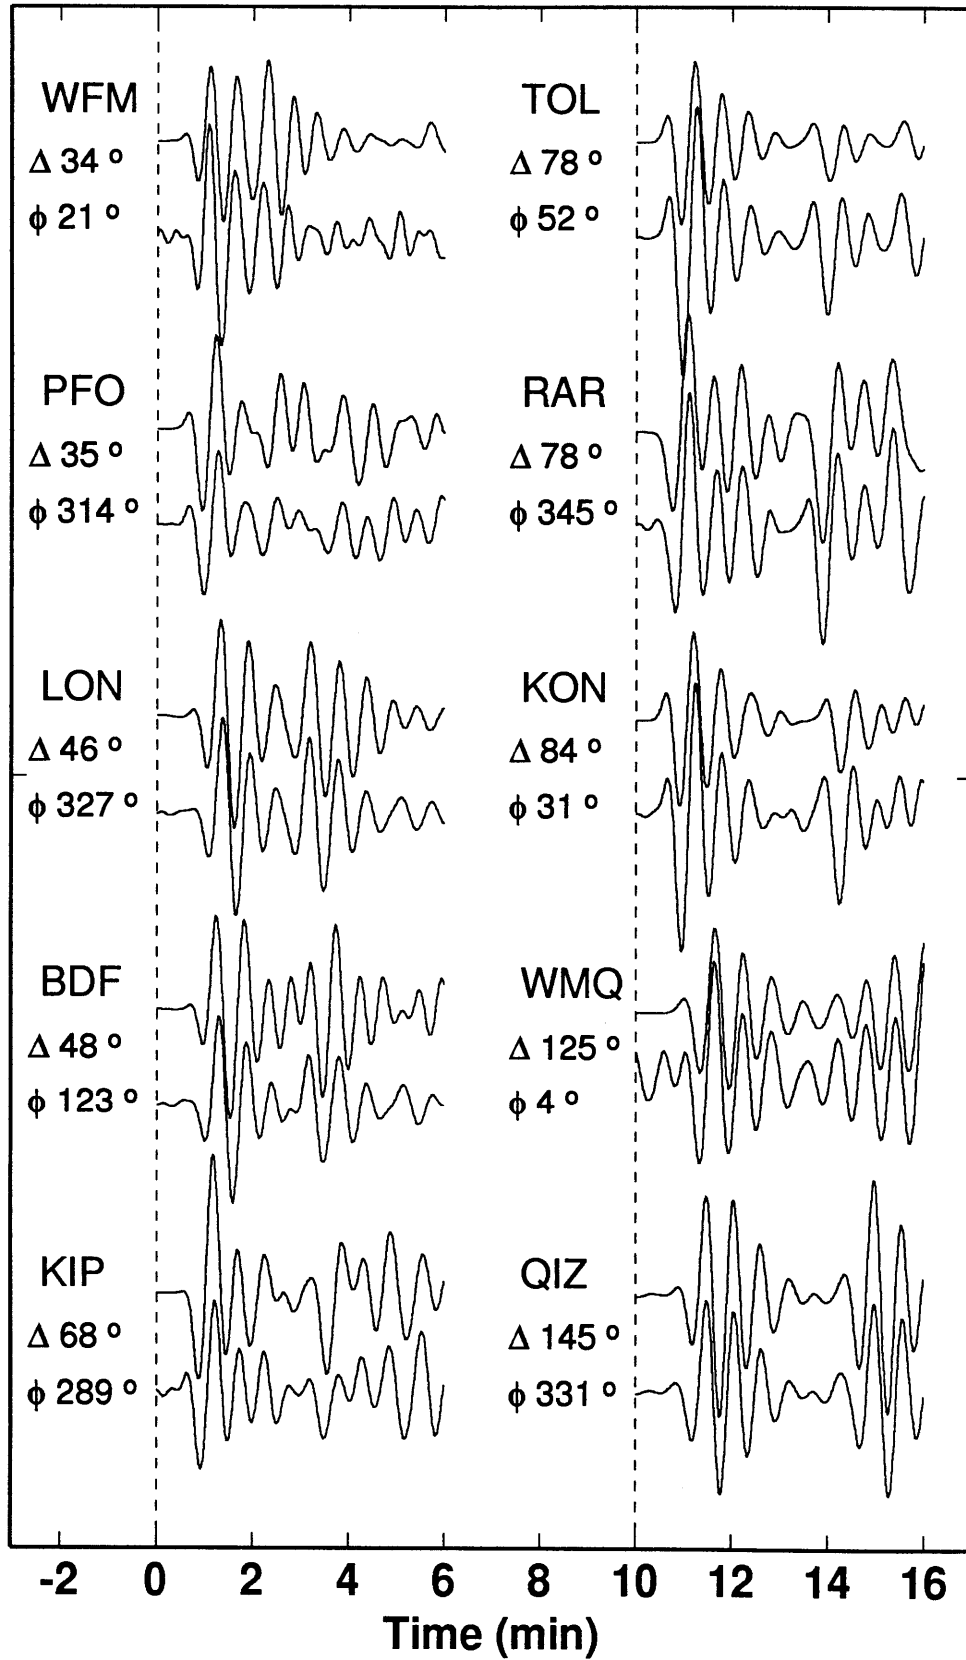 WFM
Δ 34 °
ϕ 21 °
PFO
Δ 35 °
ϕ 314 °
LON
Δ 46 °
ϕ 327 °
BDF
Δ 48 °
ϕ 123 °
KIP
Δ 68 °
ϕ 289 °
TOL
Δ 78 °
ϕ 52 °
RAR
Δ 78 °
ϕ 345 °
KON
Δ 84 °
ϕ 31 °
WMQ
Δ 125 °
ϕ 4 °
QIZ
Δ 145 °
ϕ 331 °
-2 0 2 4 6 8 10 12 14 16
Time (min)